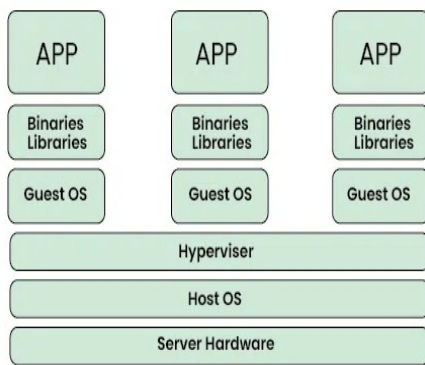 APP APP APP
Binaries Binaries Binaries
Libraries Libraries Libraries
Guest OS Guest OS Guest OS
Hyperviser
Host OS
Server Hardware